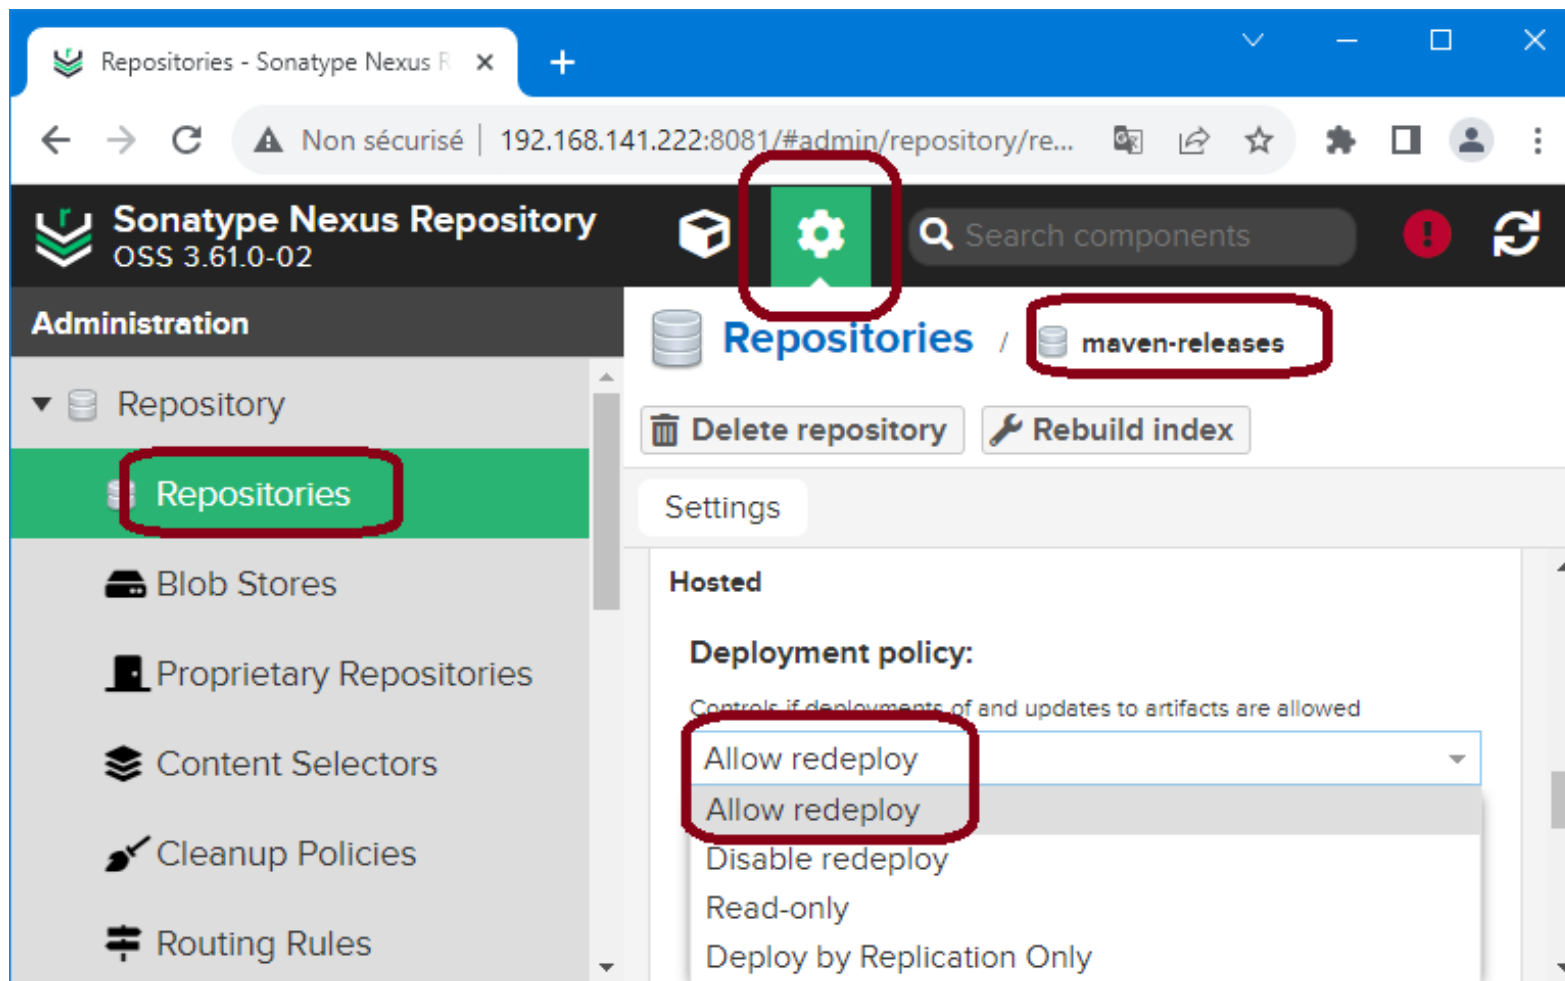 Repositories - Sonatype Nexus R
Non sécurisé | 192.168.141.222:8081/#admin/repository/re...
Sonatype Nexus Repository
OSS 3.61.0-02
Search components
Administration
Repositories / maven-releases
Repository
Delete repository Rebuild index
Repositories
Settings
Blob Stores
Hosted
Proprietary Repositories
Deployment policy:
Controls if deployments of and updates to artifacts are allowed
Content Selectors
Allow redeploy
Allow redeploy
Cleanup Policies
Disable redeploy
Read-only
Routing Rules
Deploy by Replication Only